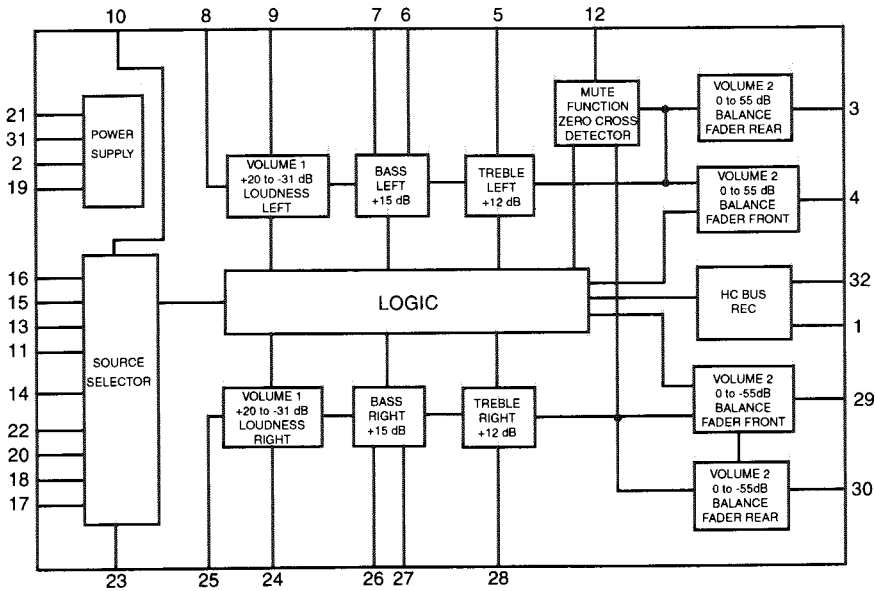 10 8 9 7 6 5 12
21
31
2
19
POWER
SUPPLY
MUTE
FUNCTION
ZERO CROSS
DETECTOR
VOLUME 2
0 to 55 dB
BALANCE
FADER REAR
3
VOLUME 1
+20 to -31 dB
LOUDNESS
LEFT
BASS
LEFT
+15 dB
TREBLE
LEFT
+12 dB
VOLUME 2
0 to 55 dB
BALANCE
FADER FRONT
4
16
15
13
11
14
22
20
18
17
SOURCE
SELECTOR
LOGIC
HC BUS
REC
32
1
VOLUME 1
+20 to -31 dB
LOUDNESS
RIGHT
BASS
RIGHT
+15 dB
TREBLE
RIGHT
+12 dB
VOLUME 2
0 to -55dB
BALANCE
FADER FRONT
29
VOLUME 2
0 to -55dB
BALANCE
FADER REAR
30
23 25 24 26 27 28